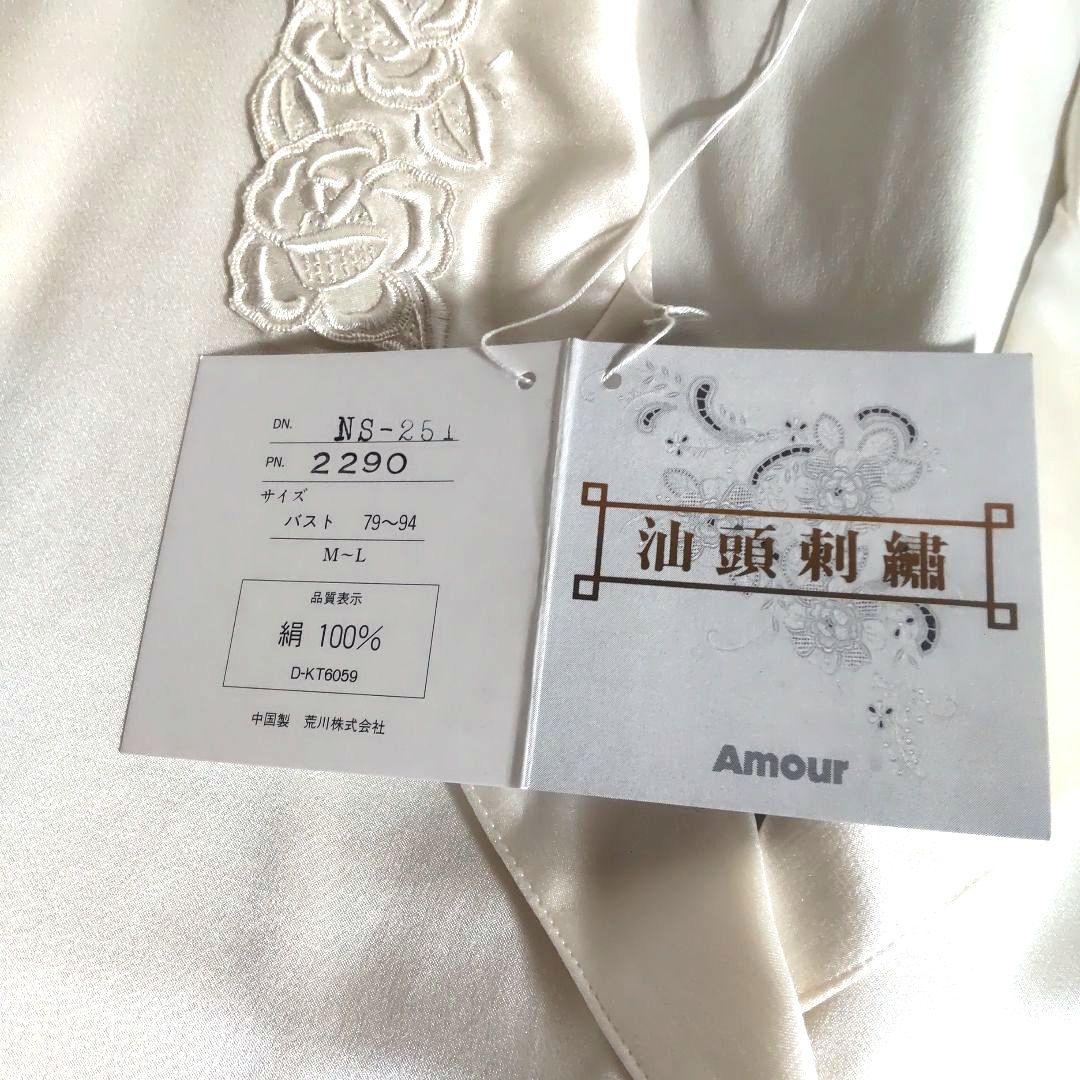 DN. NS-251
PN. 2290
サイズ
バスト 79〜94
M~L
品質表示
絹 100%
D-KT6059
中国製 荒川株式会社
汕頭刺繍
Amour